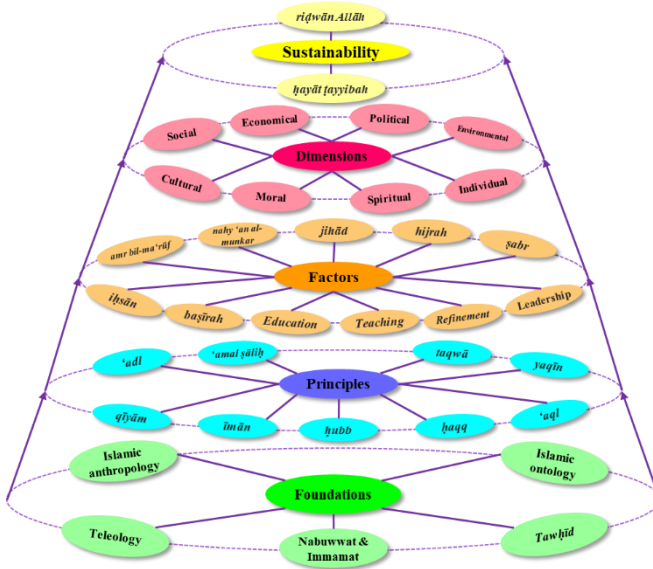 riḍwān Allāh
Sustainability
ḥayāt ṭayyibah
Social
Economical
Political
Environmental
Dimensions
Cultural
Moral
Spiritual
Individual
amr bil-ma‘rūf
nahy ‘an al-
munkar
jihād
hijrah
ṣabr
Factors
iḥsān
baṣīrah
Education
Teaching
Refinement
Leadership
‘adl
‘amal ṣāliḥ
taqwā
yaqīn
Principles
qīyām
īmān
ḥubb
ḥaqq
‘aql
Islamic
anthropology
Islamic
ontology
Foundations
Teleology
Nabuwwat &
Immamat
Tawḥīd